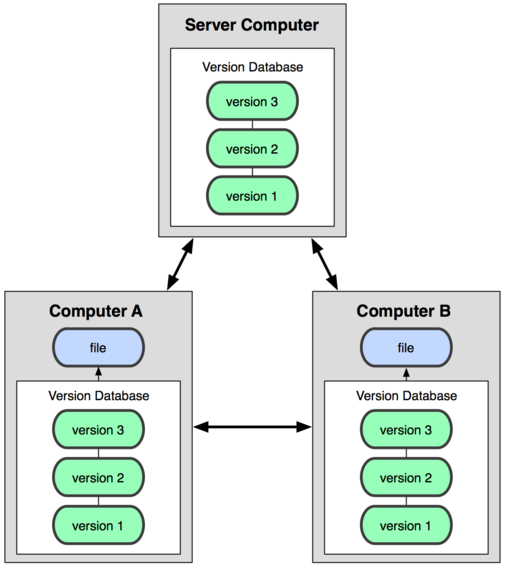 Server Computer
Version Database
version 3
version 2
version 1
Computer A
file
Version Database
version 3
version 2
version 1
Computer B
file
Version Database
version 3
version 2
version 1